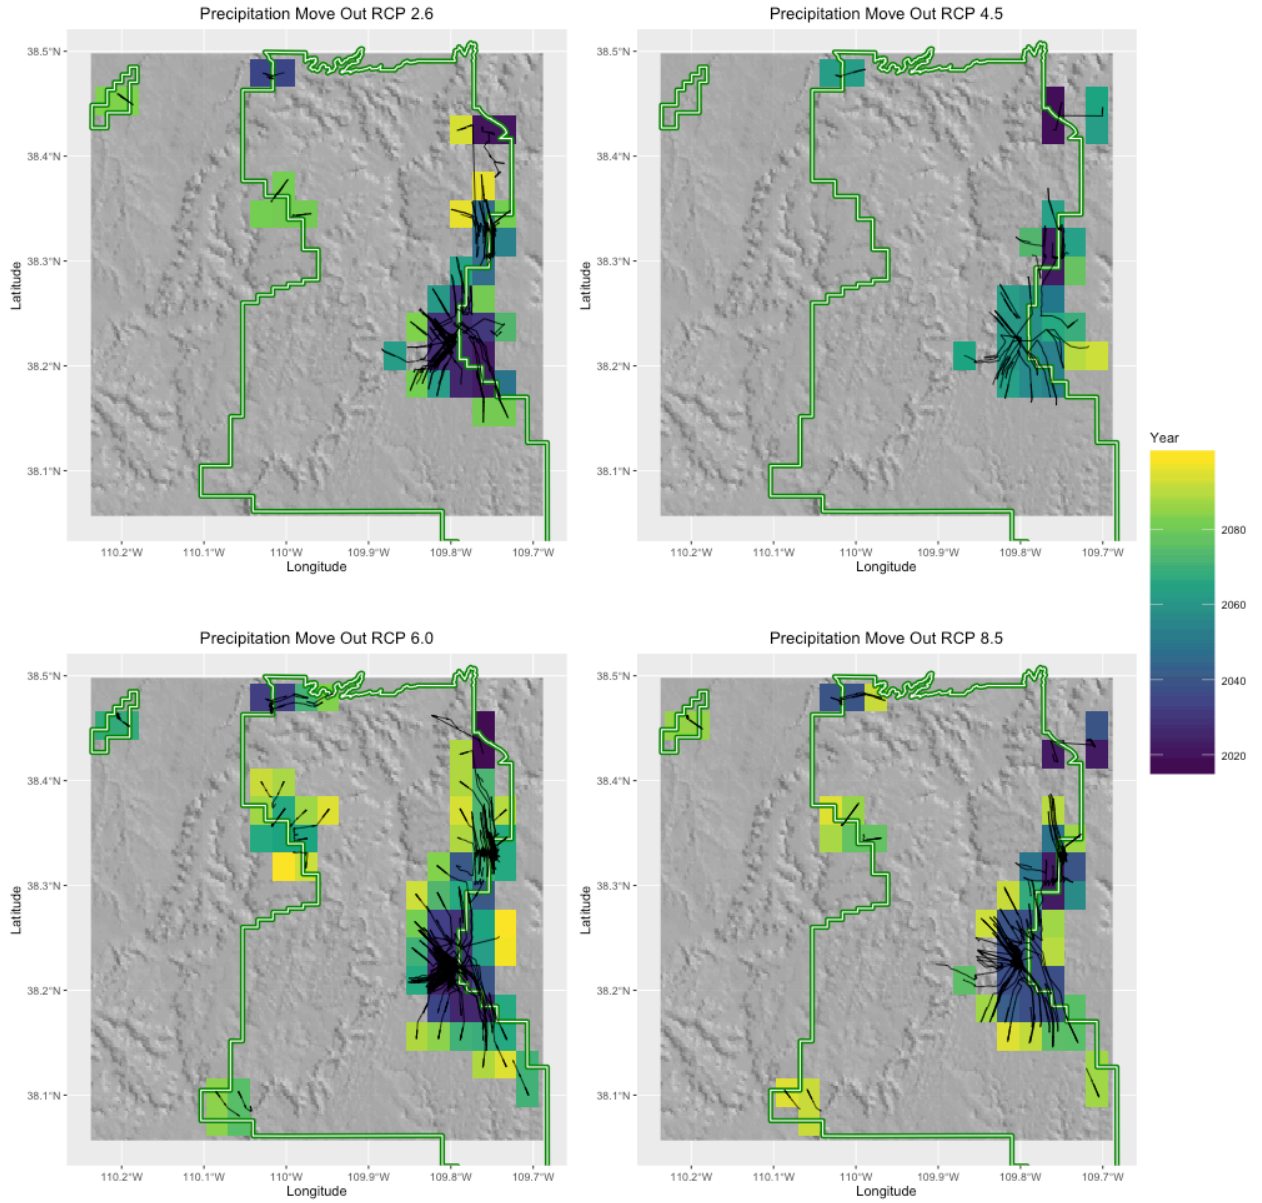 Precipitation Move Out RCP 2.6
Precipitation Move Out RCP 4.5
38.5°N
38.4°N
38.3°N
38.2°N
38.1°N
Latitude
110.2°W 110.1°W 110°W 109.9°W 109.8°W 109.7°W
Longitude
38.5°N
38.4°N
38.3°N
38.2°N
38.1°N
Latitude
110.2°W 110.1°W 110°W 109.9°W 109.8°W 109.7°W
Longitude
Year
2080
2060
2040
2020
Precipitation Move Out RCP 6.0
Precipitation Move Out RCP 8.5
38.5°N
38.4°N
38.3°N
38.2°N
38.1°N
Latitude
110.2°W 110.1°W 110°W 109.9°W 109.8°W 109.7°W
Longitude
38.5°N
38.4°N
38.3°N
38.2°N
38.1°N
Latitude
110.2°W 110.1°W 110°W 109.9°W 109.8°W 109.7°W
Longitude